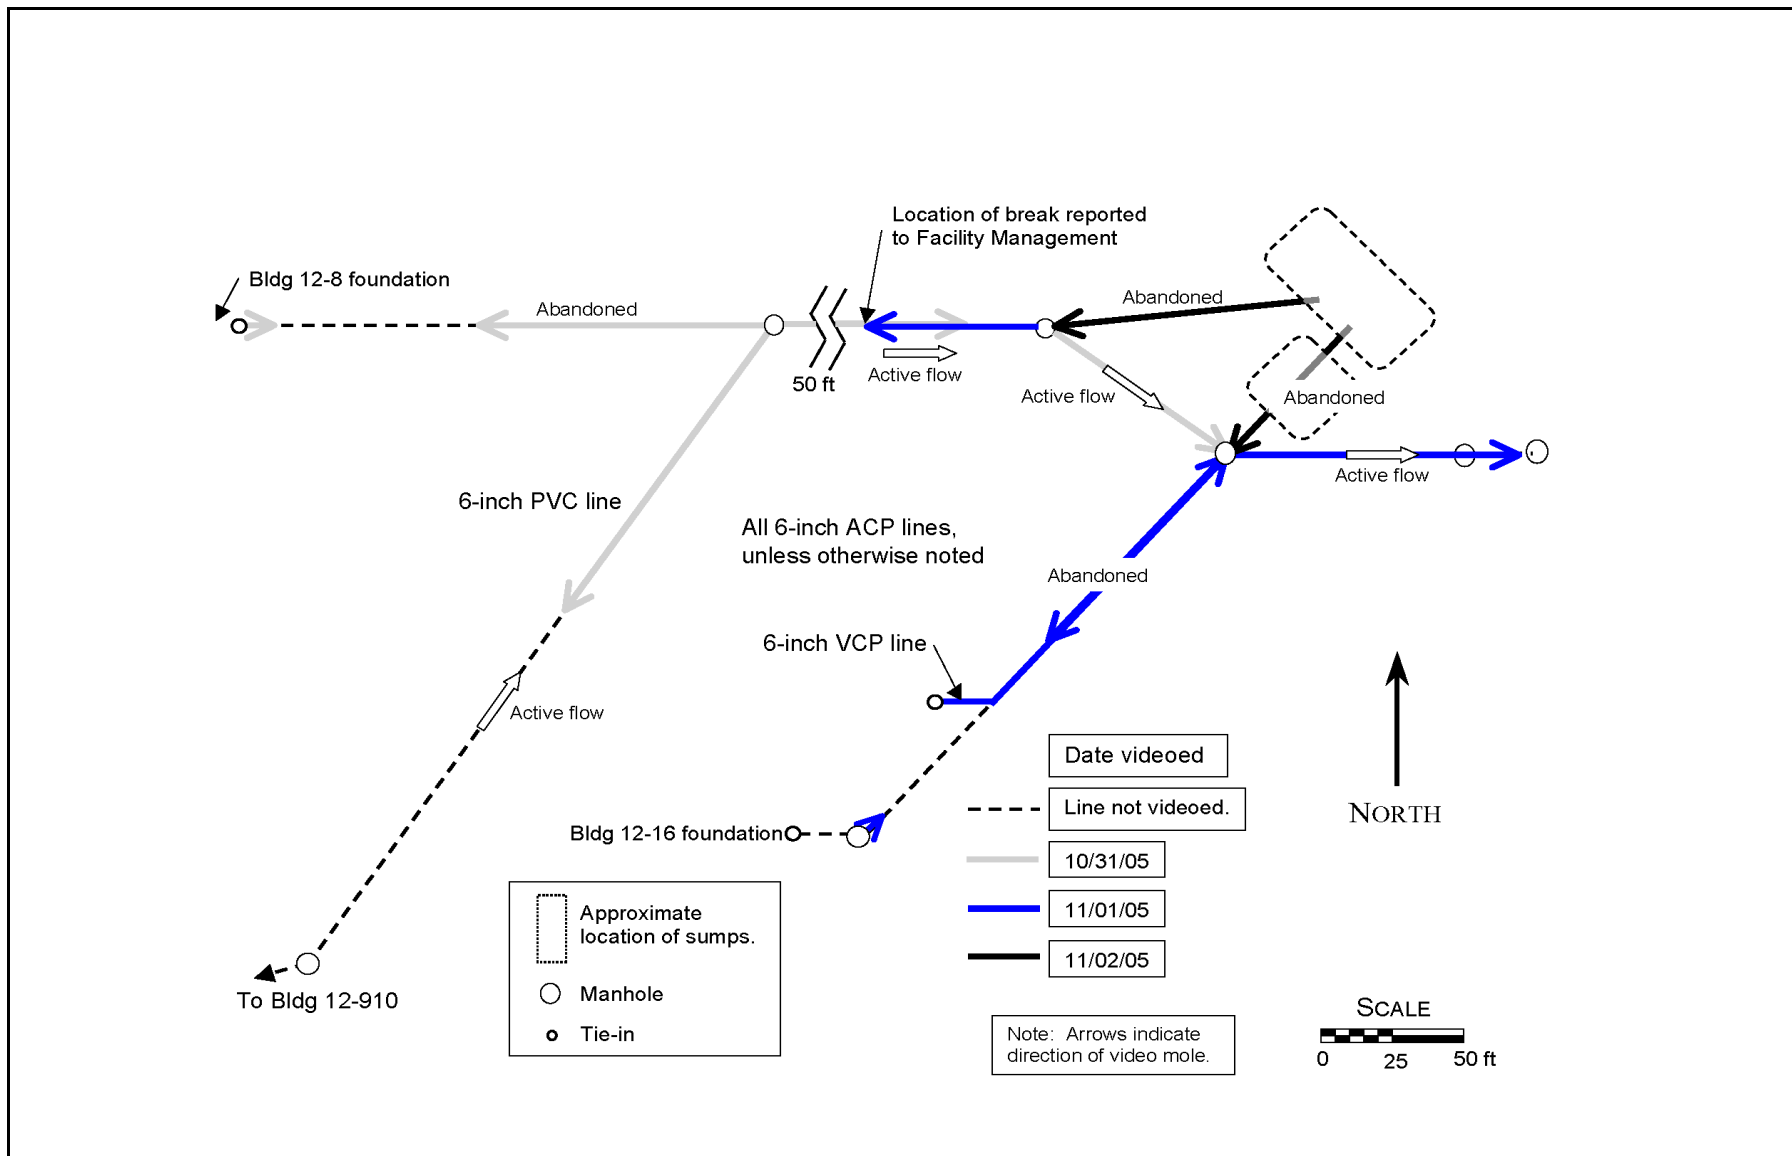 Location of break reported
to Facility Management
Bldg 12-8 foundation
Abandoned
Abandoned
50 ft
Active flow
Active flow
Abandoned
Active flow
6-inch PVC line
All 6-inch ACP lines,
unless otherwise noted
Abandoned
6-inch VCP line
Active flow
Date videoed
Line not videoed.
NORTH
Bldg 12-16 foundation
10/31/05
11/01/05
11/02/05
Approximate
location of sumps.
Manhole
Tie-in
To Bldg 12-910
Note: Arrows indicate
direction of video mole.
SCALE
0 25 50 ft